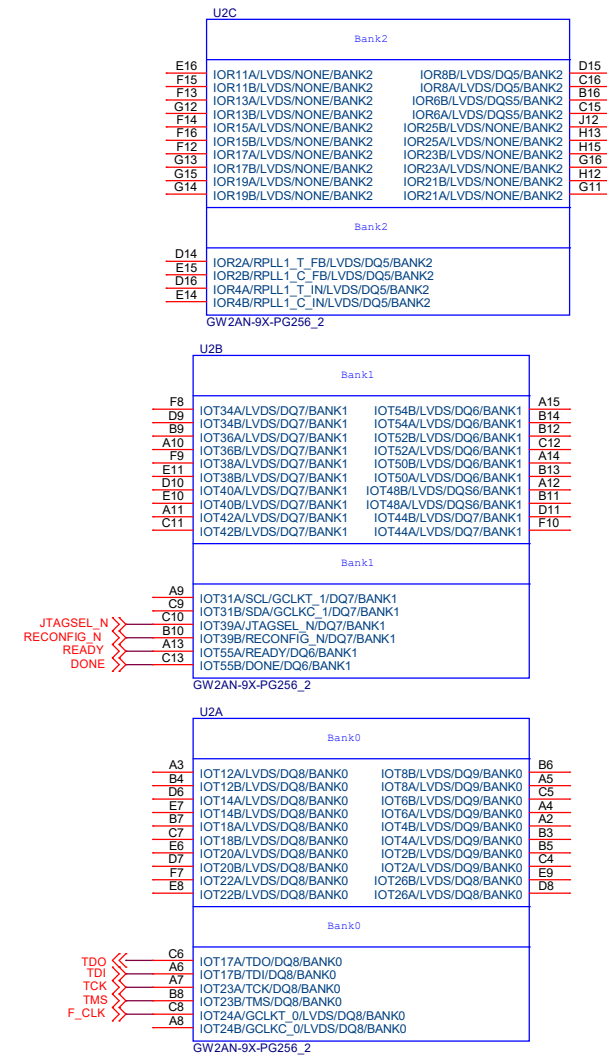 U2C
Bank2
E16 IOR11A/LVDS/NONE/BANK2 IOR8B/LVDS/DQ5/BANK2 D15
F15 IOR11B/LVDS/NONE/BANK2 IOR8A/LVDS/DQ5/BANK2 C16
F13 IOR13A/LVDS/NONE/BANK2 IOR6B/LVDS/DQS5/BANK2 B16
G12 IOR13B/LVDS/NONE/BANK2 IOR6A/LVDS/DQS5/BANK2 C15
F14 IOR15A/LVDS/NONE/BANK2 IOR25B/LVDS/NONE/BANK2 J12
F16 IOR15B/LVDS/NONE/BANK2 IOR25A/LVDS/NONE/BANK2 H13
F12 IOR17A/LVDS/NONE/BANK2 IOR23B/LVDS/NONE/BANK2 H15
G13 IOR17B/LVDS/NONE/BANK2 IOR23A/LVDS/NONE/BANK2 G16
G15 IOR19A/LVDS/NONE/BANK2 IOR21B/LVDS/NONE/BANK2 H12
G14 IOR19B/LVDS/NONE/BANK2 IOR21A/LVDS/NONE/BANK2 G11
Bank2
D14 IOR2A/RPLL1_T_FB/LVDS/DQ5/BANK2
E15 IOR2B/RPLL1_C_FB/LVDS/DQ5/BANK2
D16 IOR4A/RPLL1_T_IN/LVDS/DQ5/BANK2
E14 IOR4B/RPLL1_C_IN/LVDS/DQ5/BANK2
GW2AN-9X-PG256_2
U2B
Bank1
F8 IOT34A/LVDS/DQ7/BANK1 IOT54B/LVDS/DQ6/BANK1 A15
D9 IOT34B/LVDS/DQ7/BANK1 IOT54A/LVDS/DQ6/BANK1 B14
B9 IOT36A/LVDS/DQ7/BANK1 IOT52B/LVDS/DQ6/BANK1 B12
A10 IOT36B/LVDS/DQ7/BANK1 IOT52A/LVDS/DQ6/BANK1 C12
F9 IOT38A/LVDS/DQ7/BANK1 IOT50B/LVDS/DQ6/BANK1 A14
E11 IOT38B/LVDS/DQ7/BANK1 IOT50A/LVDS/DQ6/BANK1 B13
D10 IOT40A/LVDS/DQ7/BANK1 IOT48B/LVDS/DQS6/BANK1 A12
E10 IOT40B/LVDS/DQ7/BANK1 IOT48A/LVDS/DQS6/BANK1 B11
A11 IOT42A/LVDS/DQ7/BANK1 IOT44B/LVDS/DQ7/BANK1 D11
C11 IOT42B/LVDS/DQ7/BANK1 IOT44A/LVDS/DQ7/BANK1 F10
Bank1
A9 IOT31A/SCL/GCLKT_1/DQ7/BANK1
C9 IOT31B/SDA/GCLKC_1/DQ7/BANK1
JTAGSEL_N C10 IOT39A/JTAGSEL_N/DQ7/BANK1
RECONFIG_N B10 IOT39B/RECONFIG_N/DQ7/BANK1
READY A13 IOT55A/READY/DQ6/BANK1
DONE C13 IOT55B/DONE/DQ6/BANK1
GW2AN-9X-PG256_2
U2A
Bank0
A3 IOT12A/LVDS/DQ8/BANK0 IOT8B/LVDS/DQ9/BANK0 B6
B4 IOT12B/LVDS/DQ8/BANK0 IOT8A/LVDS/DQ9/BANK0 A5
D6 IOT14A/LVDS/DQ8/BANK0 IOT6B/LVDS/DQ9/BANK0 C5
E7 IOT14B/LVDS/DQ8/BANK0 IOT6A/LVDS/DQ9/BANK0 A4
B7 IOT18A/LVDS/DQ8/BANK0 IOT4B/LVDS/DQ9/BANK0 A2
C7 IOT18B/LVDS/DQ8/BANK0 IOT4A/LVDS/DQ9/BANK0 B3
E6 IOT20A/LVDS/DQ8/BANK0 IOT2B/LVDS/DQ9/BANK0 B5
D7 IOT20B/LVDS/DQ8/BANK0 IOT2A/LVDS/DQ9/BANK0 C4
F7 IOT22A/LVDS/DQ8/BANK0 IOT26B/LVDS/DQ8/BANK0 E9
E8 IOT22B/LVDS/DQ8/BANK0 IOT26A/LVDS/DQ8/BANK0 D8
Bank0
TDO C6 IOT17A/TDO/DQ8/BANK0
TDI A6 IOT17B/TDI/DQ8/BANK0
TCK A7 IOT23A/TCK/DQ8/BANK0
TMS B8 IOT23B/TMS/DQ8/BANK0
F_CLK C8 IOT24A/GCLKT_0/LVDS/DQ8/BANK0
A8 IOT24B/GCLKC_0/LVDS/DQ8/BANK0
GW2AN-9X-PG256_2